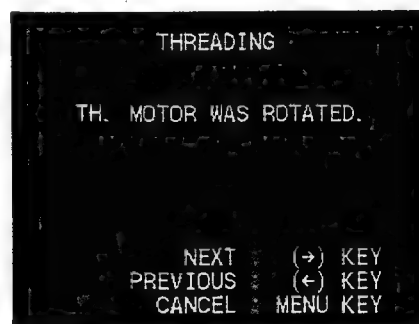 THREADING
TH. MOTOR WAS ROTATED.
NEXT : (→) KEY
PREVIOUS : (←) KEY
CANCEL : MENU KEY